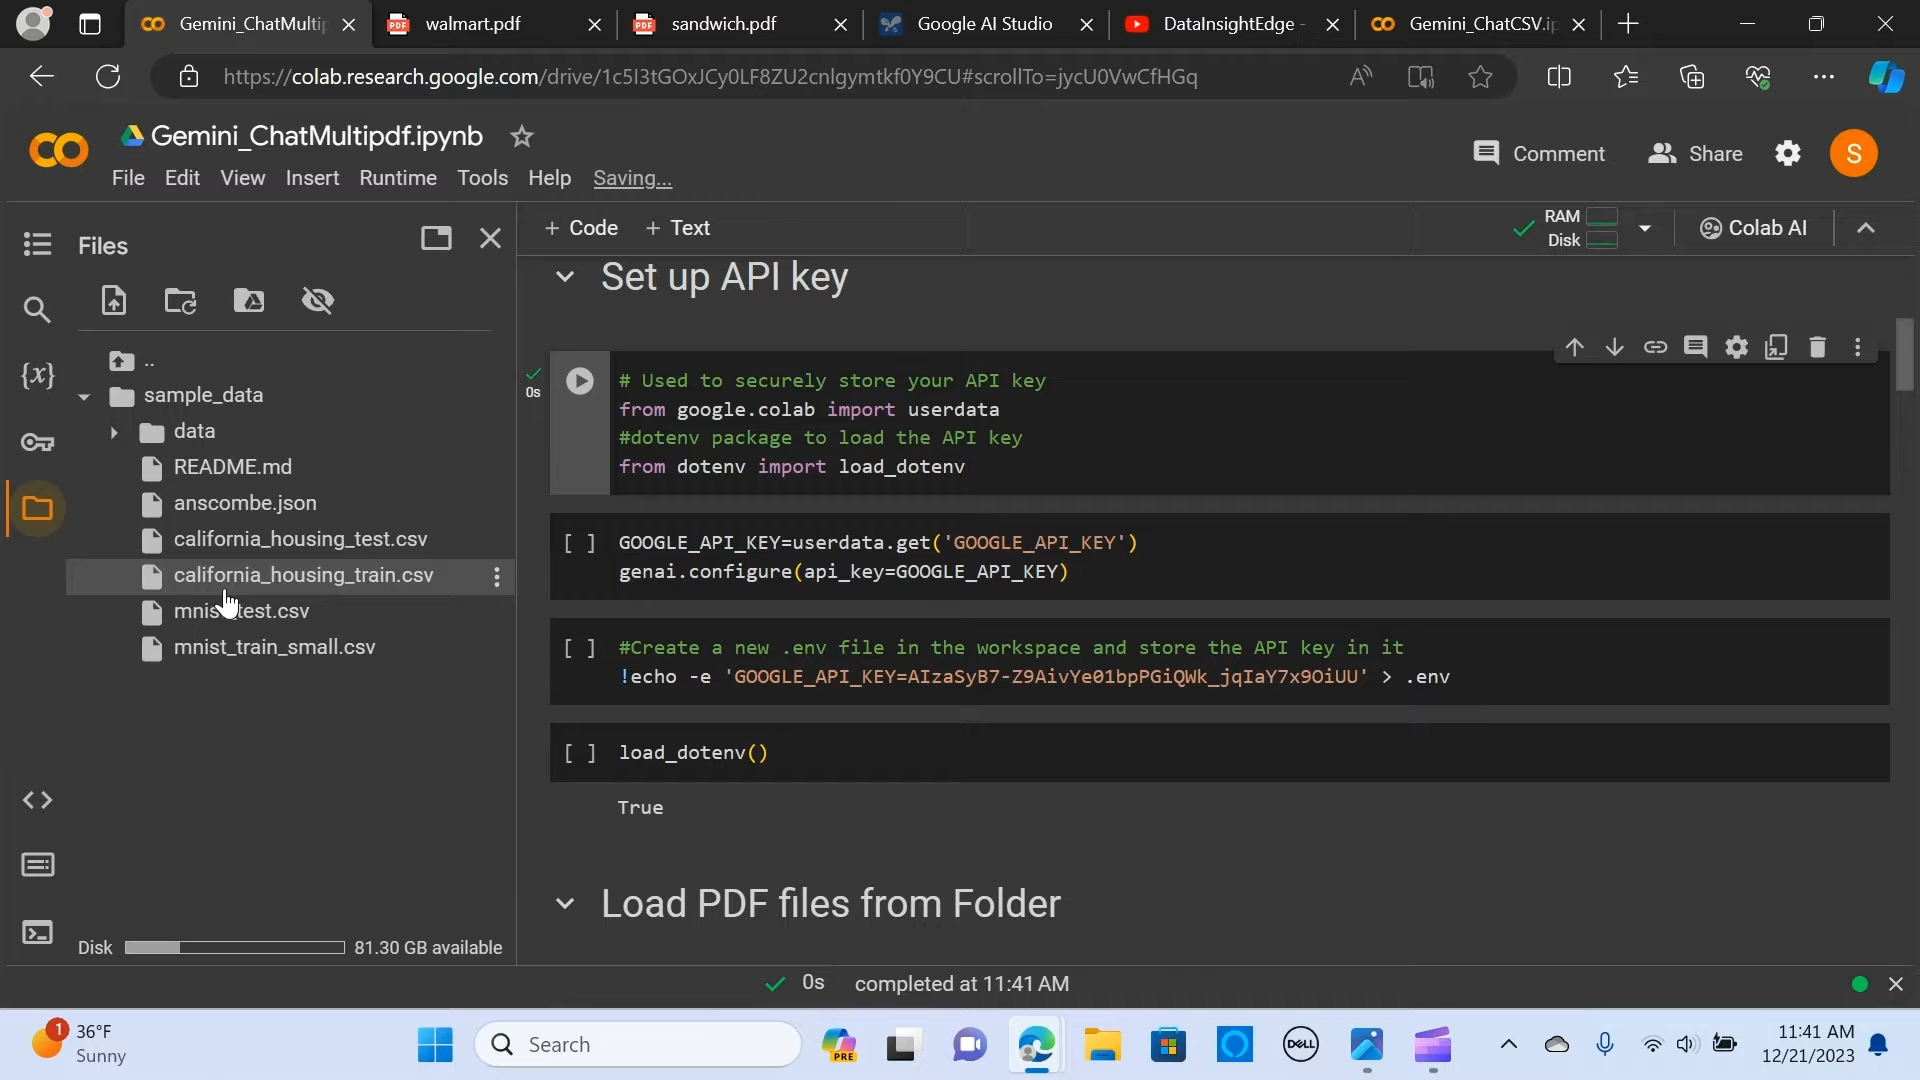 Gemini_ChatMultip
walmart.pdf
sandwich.pdf
Google AI Studio
DataInsightEdge -
Gemini_ChatCSV.ip
https://colab.research.google.com/drive/1c5I3tGOxJCy0LF8ZU2cnlgymtkf0Y9CU#scrollTo=jycU0VwCfHGq
Gemini_ChatMultipdf.ipynb
Comment
Share
S
File Edit View Insert Runtime Tools Help Saving...
Files
+ Code + Text
RAM
Disk
Colab AI
Set up API key
..
sample_data
data
README.md
anscombe.json
california_housing_test.csv
california_housing_train.csv
mnist_test.csv
mnist_train_small.csv
Disk
81.30 GB available
0s
# Used to securely store your API key
from google.colab import userdata
#dotenv package to load the API key
from dotenv import load_dotenv
[ ] GOOGLE_API_KEY=userdata.get('GOOGLE_API_KEY')
genai.configure(api_key=GOOGLE_API_KEY)
[ ] #Create a new .env file in the workspace and store the API key in it
!echo -e 'GOOGLE_API_KEY=AIzaSyB7-Z9AivYe01bpPGiQWk_jqIaY7x9OiUU' > .env
[ ] load_dotenv()
True
Load PDF files from Folder
0s completed at 11:41 AM
1
36°F
Sunny
Search
PRE
DELL
11:41 AM
12/21/2023